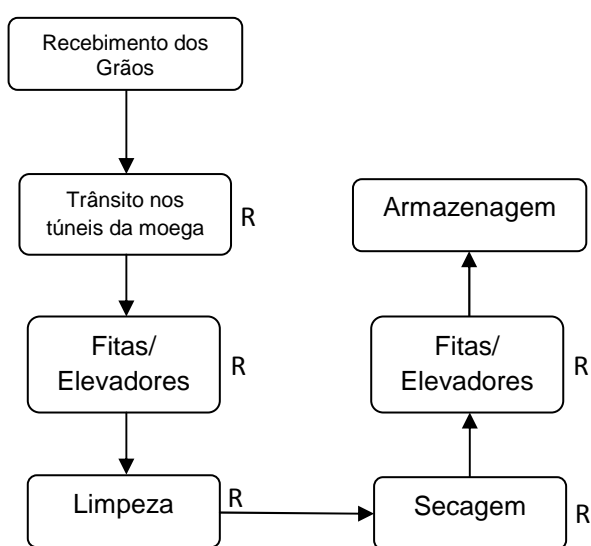 Recebimento dos
Grãos
Trânsito nos
túneis da moega
R
Fitas/
Elevadores
R
Limpeza
R
Secagem
R
Fitas/
Elevadores
R
Armazenagem